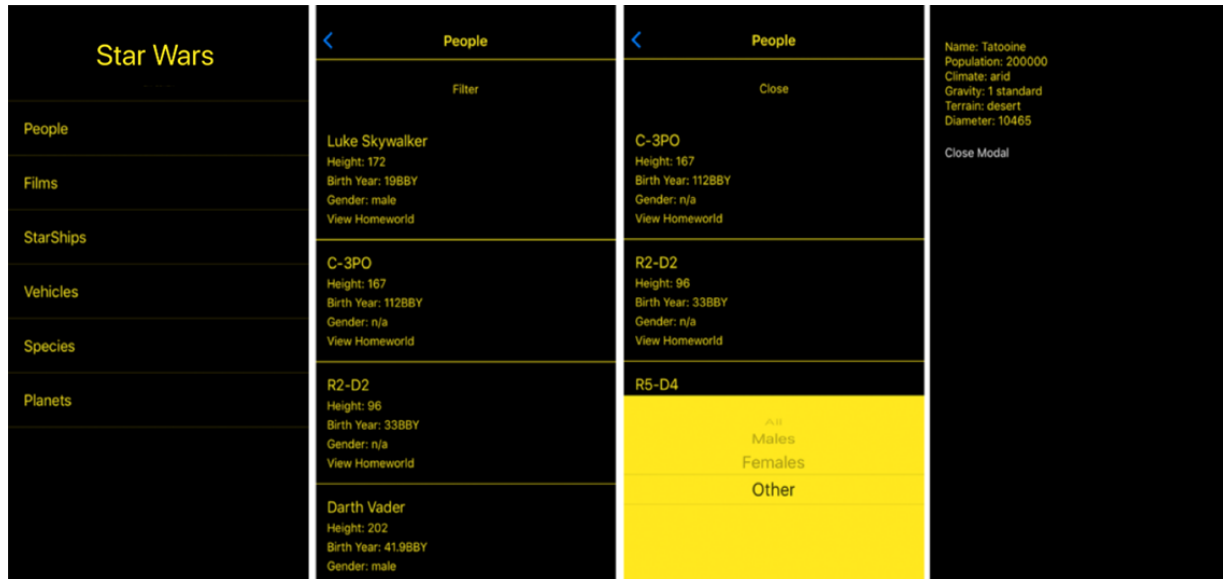 Star Wars
People
Films
StarShips
Vehicles
Species
Planets
People
Filter
Luke Skywalker
Height: 172
Birth Year: 19BBY
Gender: male
View Homeworld
C-3PO
Height: 167
Birth Year: 112BBY
Gender: n/a
View Homeworld
R2-D2
Height: 96
Birth Year: 33BBY
Gender: n/a
View Homeworld
Darth Vader
Height: 202
Birth Year: 41.9BBY
Gender: male
People
Close
C-3PO
Height: 167
Birth Year: 112BBY
Gender: n/a
View Homeworld
R2-D2
Height: 96
Birth Year: 33BBY
Gender: n/a
View Homeworld
R5-D4
All
Males
Females
Other
Name: Tatooine
Population: 200000
Climate: arid
Gravity: 1 standard
Terrain: desert
Diameter: 10465
Close Modal